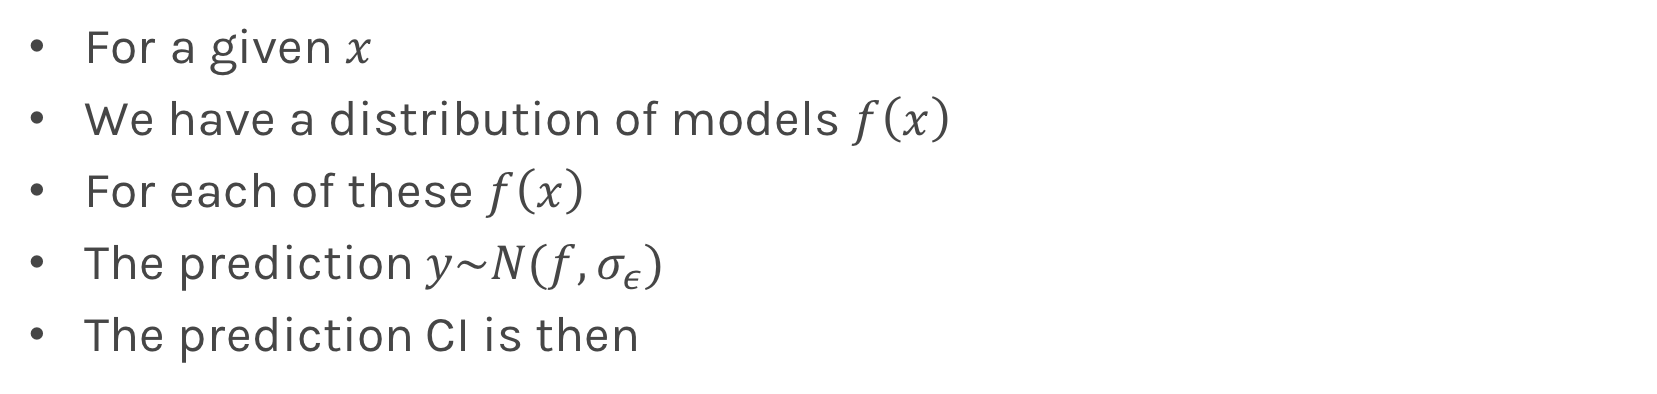 • For a given x
• We have a distribution of models f(x)
• For each of these f(x)
• The prediction y~N(f, σ_ϵ)
• The prediction CI is then